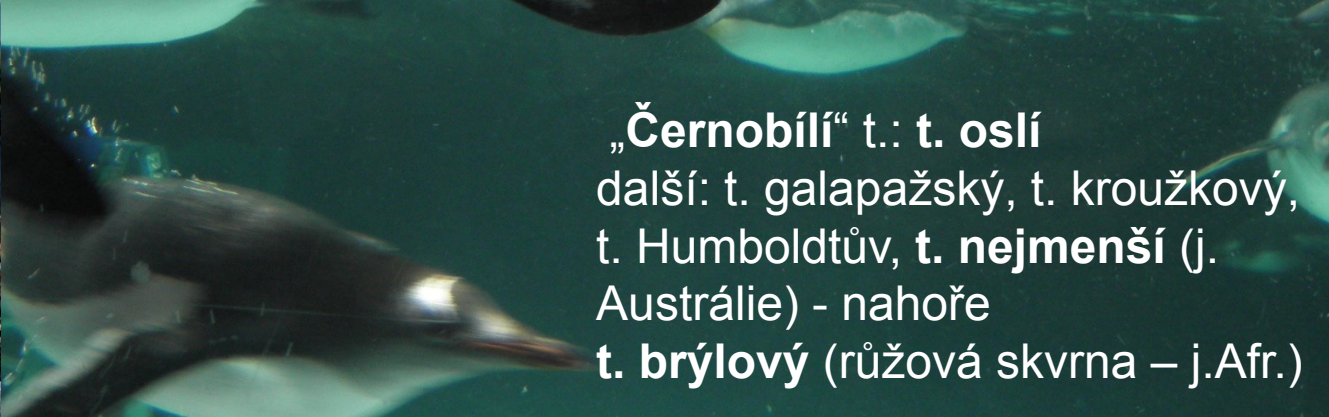 „Černobílí“ t.: t. oslí
další: t. galapažský, t. kroužkový,
t. Humboldtův, t. nejmenší (j.
Austrálie) - nahoře
t. brýlový (růžová skvrna – j.Afr.)